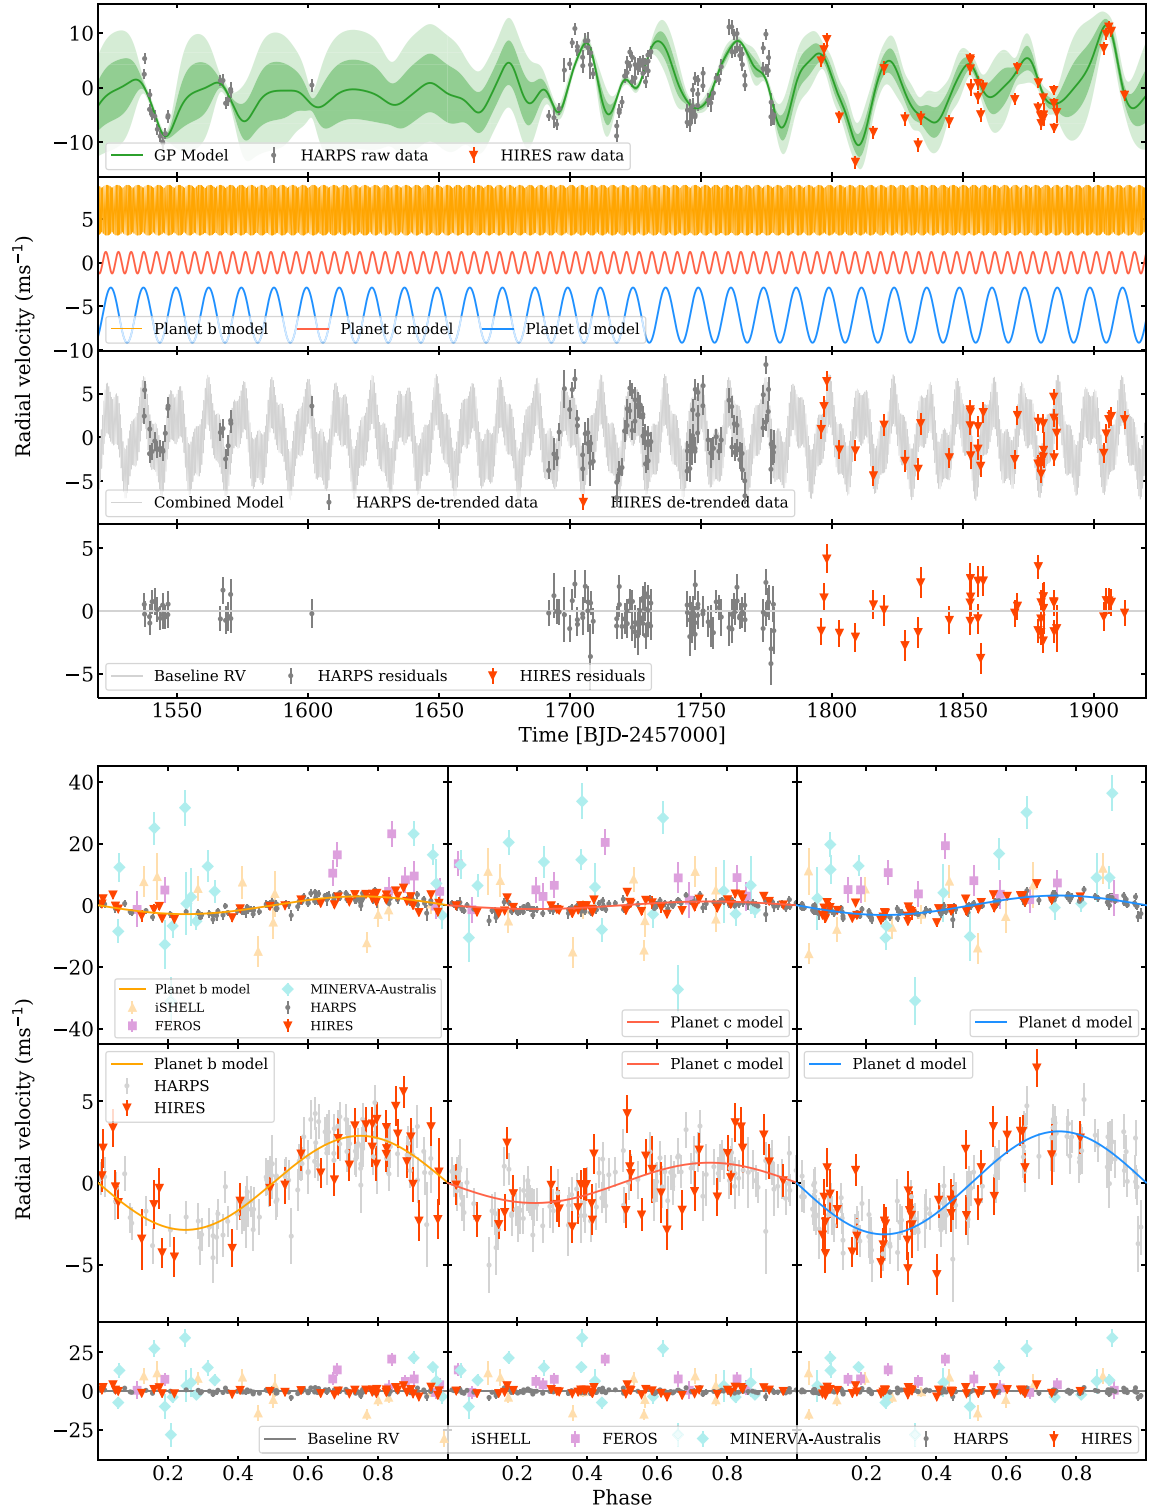 10
0
−10
GP Model
HARPS raw data
HIRES raw data
5
0
−5
−10
Planet b model
Planet c model
Planet d model
10
5
0
−5
Combined Model
HARPS de-trended data
HIRES de-trended data
5
0
−5
Baseline RV
HARPS residuals
HIRES residuals
Radial velocity (ms⁻¹)
1550 1600 1650 1700 1750 1800 1850 1900
Time [BJD-2457000]
40
20
0
−20
−40
Planet b model
iSHELL
FEROS
MINERVA-Australis
HARPS
HIRES
Planet c model
Planet d model
5
0
−5
Planet b model
HARPS
HIRES
Planet c model
Planet d model
Radial velocity (ms⁻¹)
25
0
−25
Baseline RV
iSHELL
FEROS
MINERVA-Australis
HARPS
HIRES
0.2 0.4 0.6 0.8 0.2 0.4 0.6 0.8 0.2 0.4 0.6 0.8
Phase